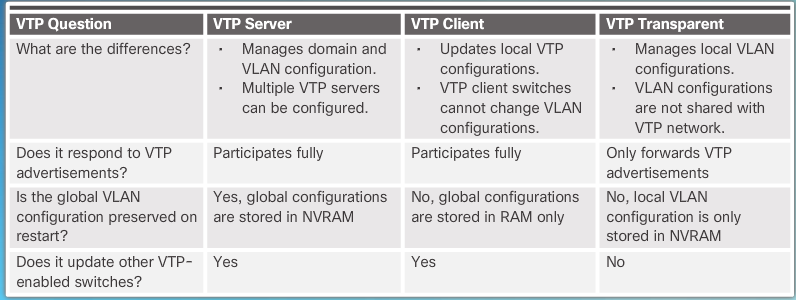 VTP Question
VTP Server
VTP Client
VTP Transparent
What are the differences?
· Manages domain and
VLAN configuration.
· Multiple VTP servers
can be configured.
· Updates local VTP
configurations.
· VTP client switches
cannot change VLAN
configurations.
· Manages local VLAN
configurations.
· VLAN configurations
are not shared with
VTP network.
Does it respond to VTP
advertisements?
Participates fully
Participates fully
Only forwards VTP
advertisements
Is the global VLAN
configuration preserved on
restart?
Yes, global configurations
are stored in NVRAM
No, global configurations
are stored in RAM only
No, local VLAN
configuration is only
stored in NVRAM
Does it update other VTP-
enabled switches?
Yes
Yes
No